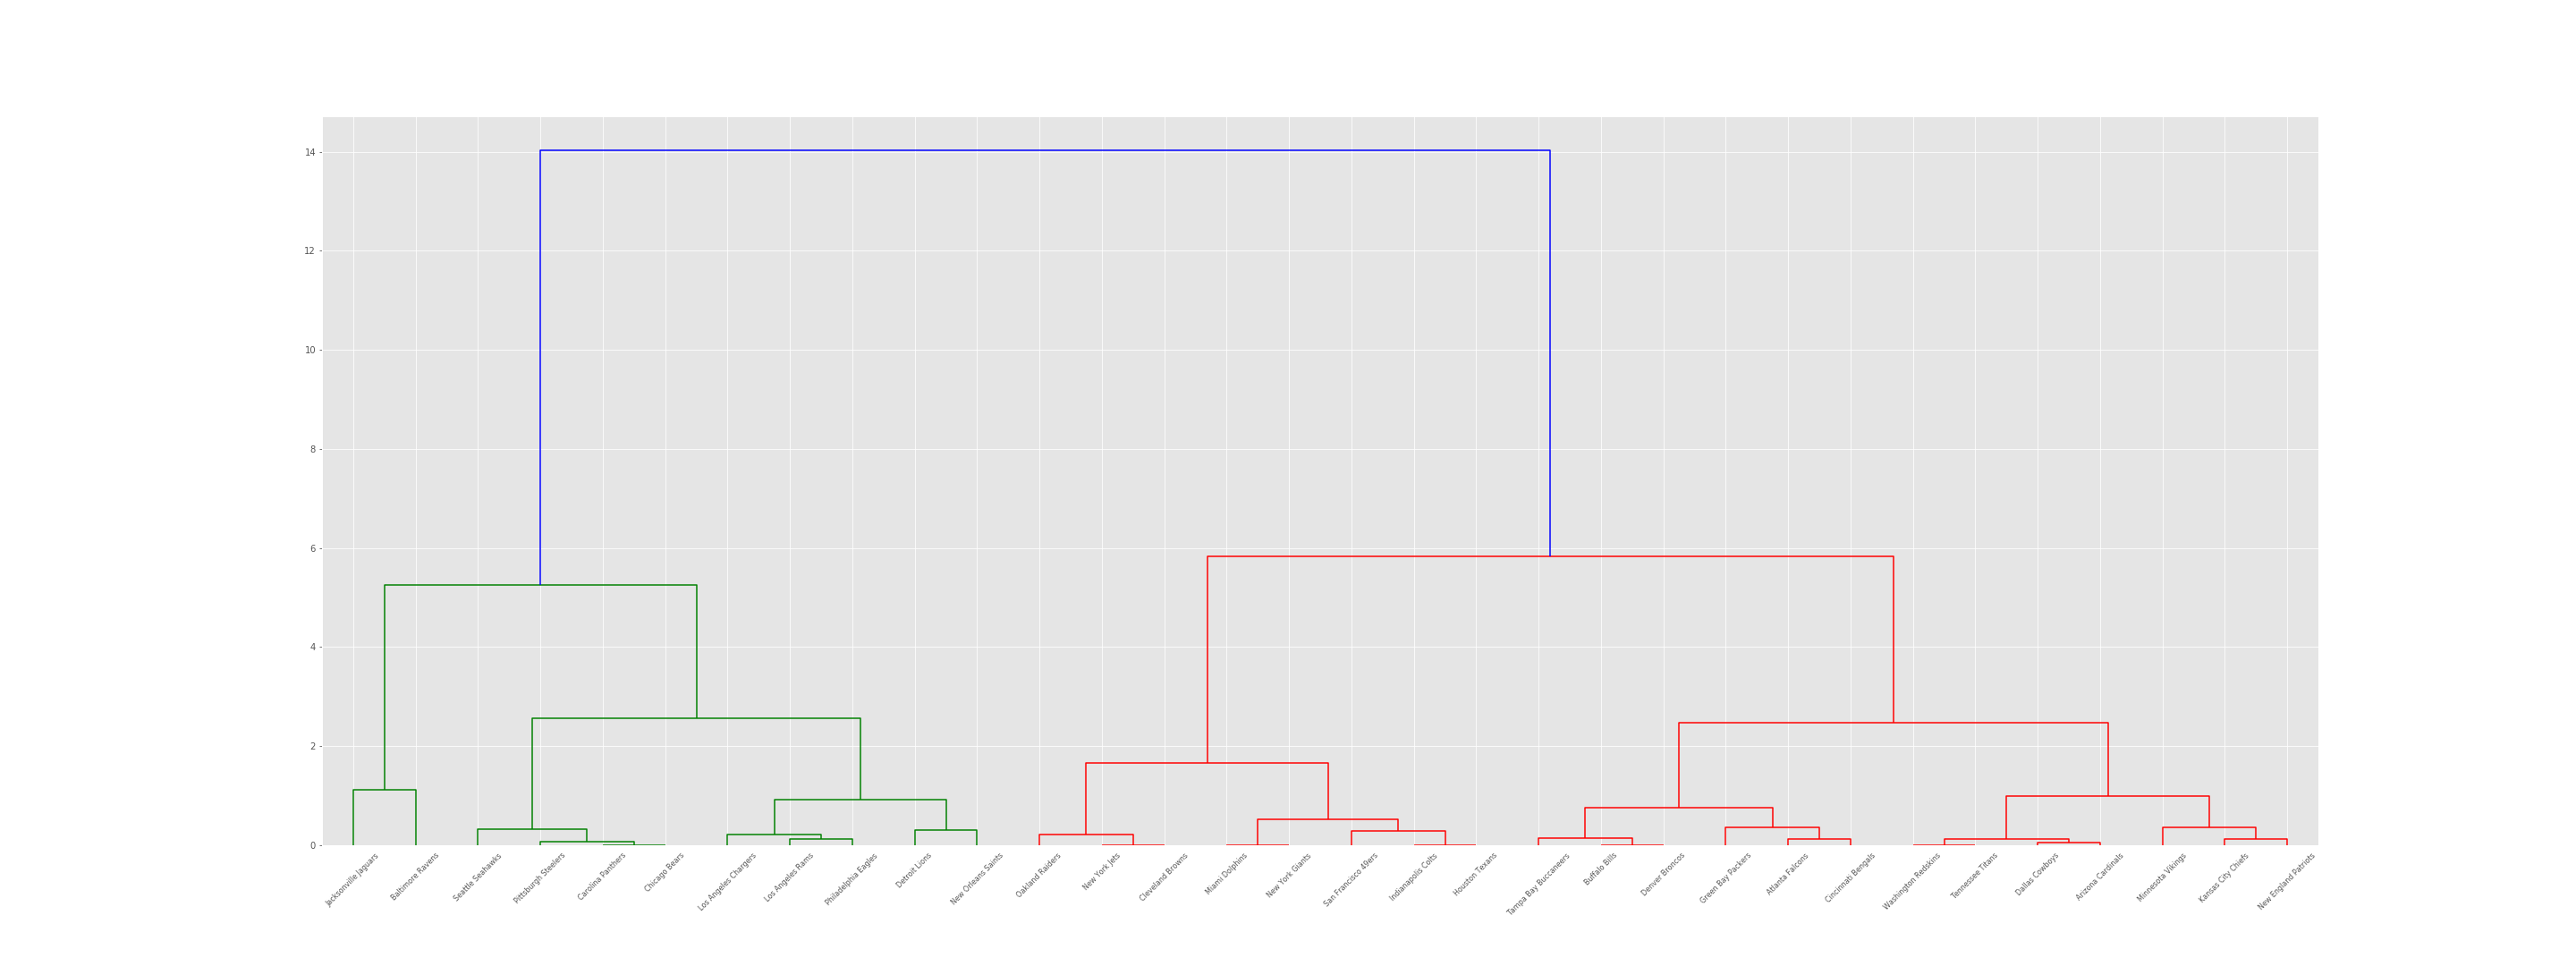 14
12
10
8
6
4
2
0
Jacksonville Jaguars
Baltimore Ravens
Seattle Seahawks
Pittsburgh Steelers
Carolina Panthers
Chicago Bears
Los Angeles Chargers
Los Angeles Rams
Philadelphia Eagles
Detroit Lions
New Orleans Saints
Oakland Raiders
New York Jets
Cleveland Browns
Miami Dolphins
New York Giants
San Francisco 49ers
Indianapolis Colts
Houston Texans
Tampa Bay Buccaneers
Buffalo Bills
Denver Broncos
Green Bay Packers
Atlanta Falcons
Cincinnati Bengals
Washington Redskins
Tennessee Titans
Dallas Cowboys
Arizona Cardinals
Minnesota Vikings
Kansas City Chiefs
New England Patriots